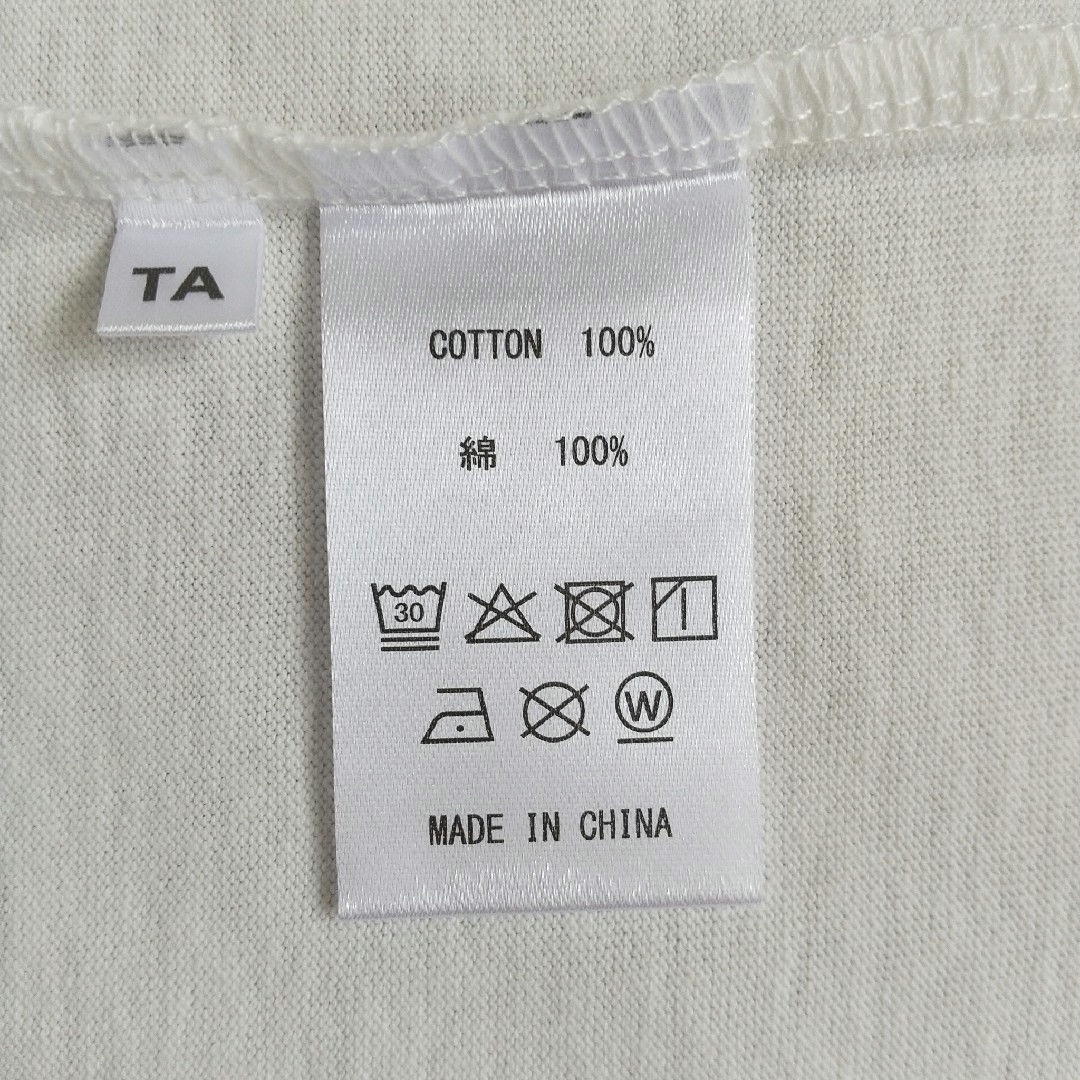 TA
COTTON 100%
綿 100%
30
W
MADE IN CHINA